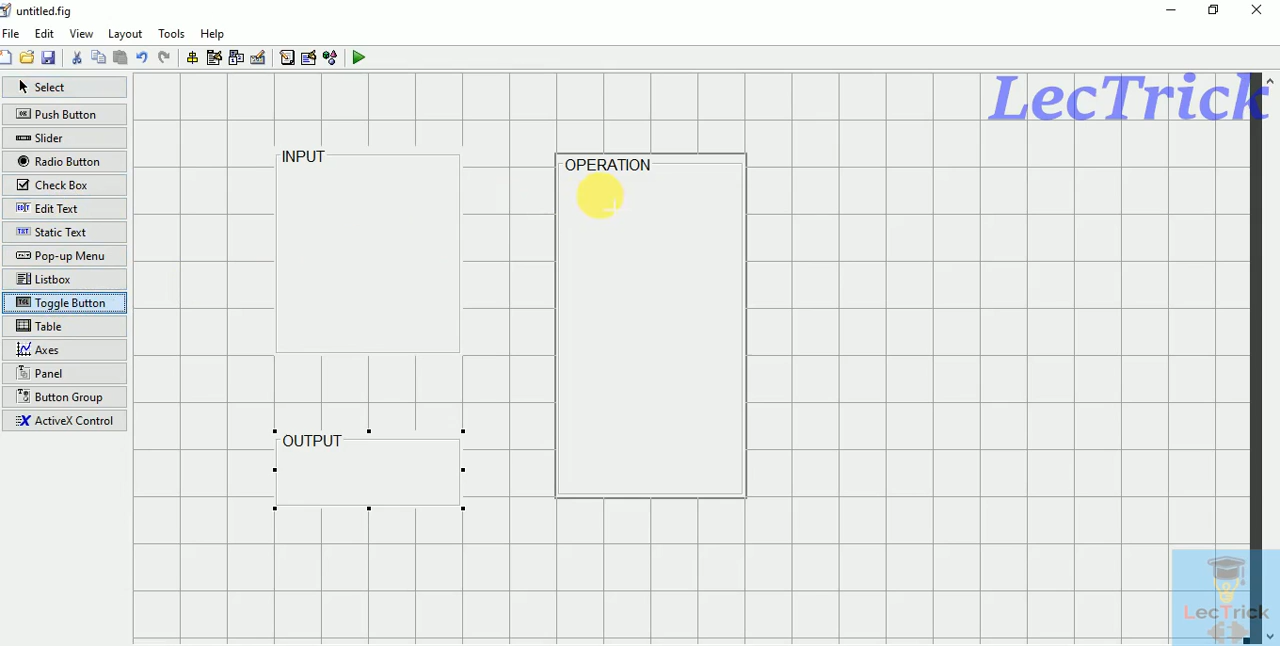 untitled.fig
File Edit View Layout Tools Help
LecTrick
Select
Push Button
Slider
Radio Button
Check Box
Edit Text
Static Text
Pop-up Menu
Listbox
Toggle Button
Table
Axes
Panel
Button Group
ActiveX Control
INPUT
OPERATION
OUTPUT
LecTrick